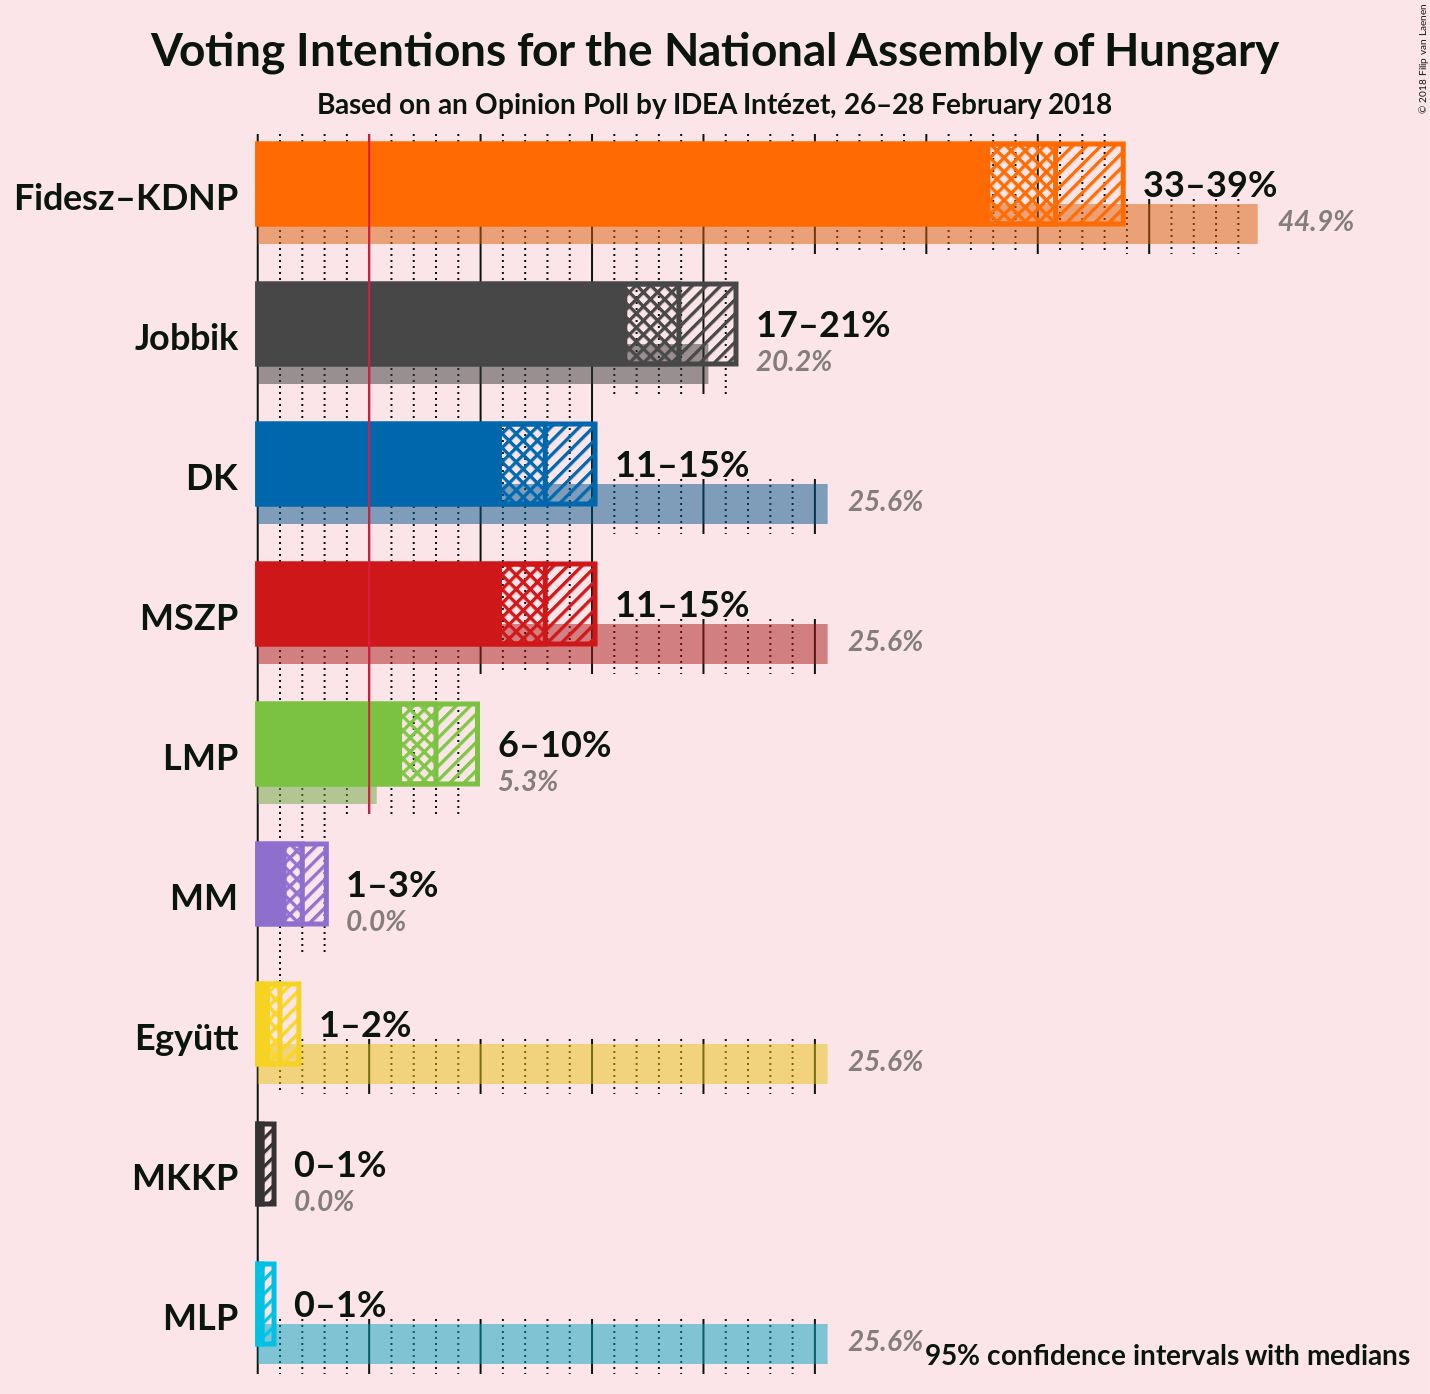 © 2018 Filip van Laenen
Voting Intentions for the National Assembly of Hungary
Based on an Opinion Poll by IDEA Intézet, 26–28 February 2018
Fidesz–KDNP
33–39%
44.9%
Jobbik
17–21%
20.2%
DK
11–15%
25.6%
MSZP
11–15%
25.6%
LMP
6–10%
5.3%
MM
1–3%
0.0%
Együtt
1–2%
25.6%
MKKP
0–1%
0.0%
MLP
0–1%
25.6%
95% confidence intervals with medians